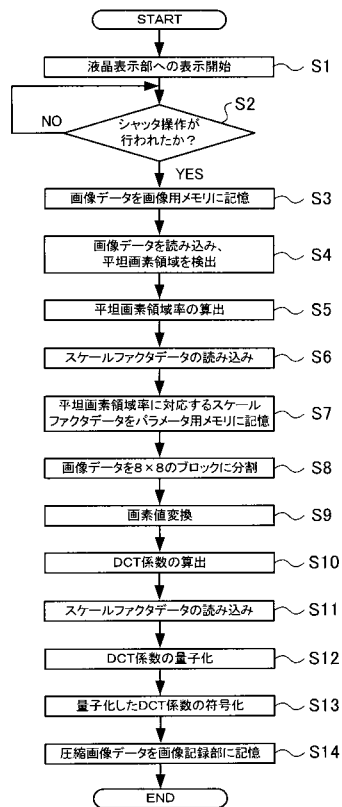 START
液晶表示部への表示開始
S1
シャッタ操作が
行われたか？
S2
NO
YES
画像データを画像用メモリに記憶
S3
画像データを読み込み、
平坦画素領域を検出
S4
平坦画素領域率の算出
S5
スケールファクタデータの読み込み
S6
平坦画素領域率に対応するスケール
ファクタデータをパラメータ用メモリに記憶
S7
画像データを8×8のブロックに分割
S8
画素値変換
S9
DCT係数の算出
S10
スケールファクタデータの読み込み
S11
DCT係数の量子化
S12
量子化したDCT係数の符号化
S13
圧縮画像データを画像記録部に記憶
S14
END